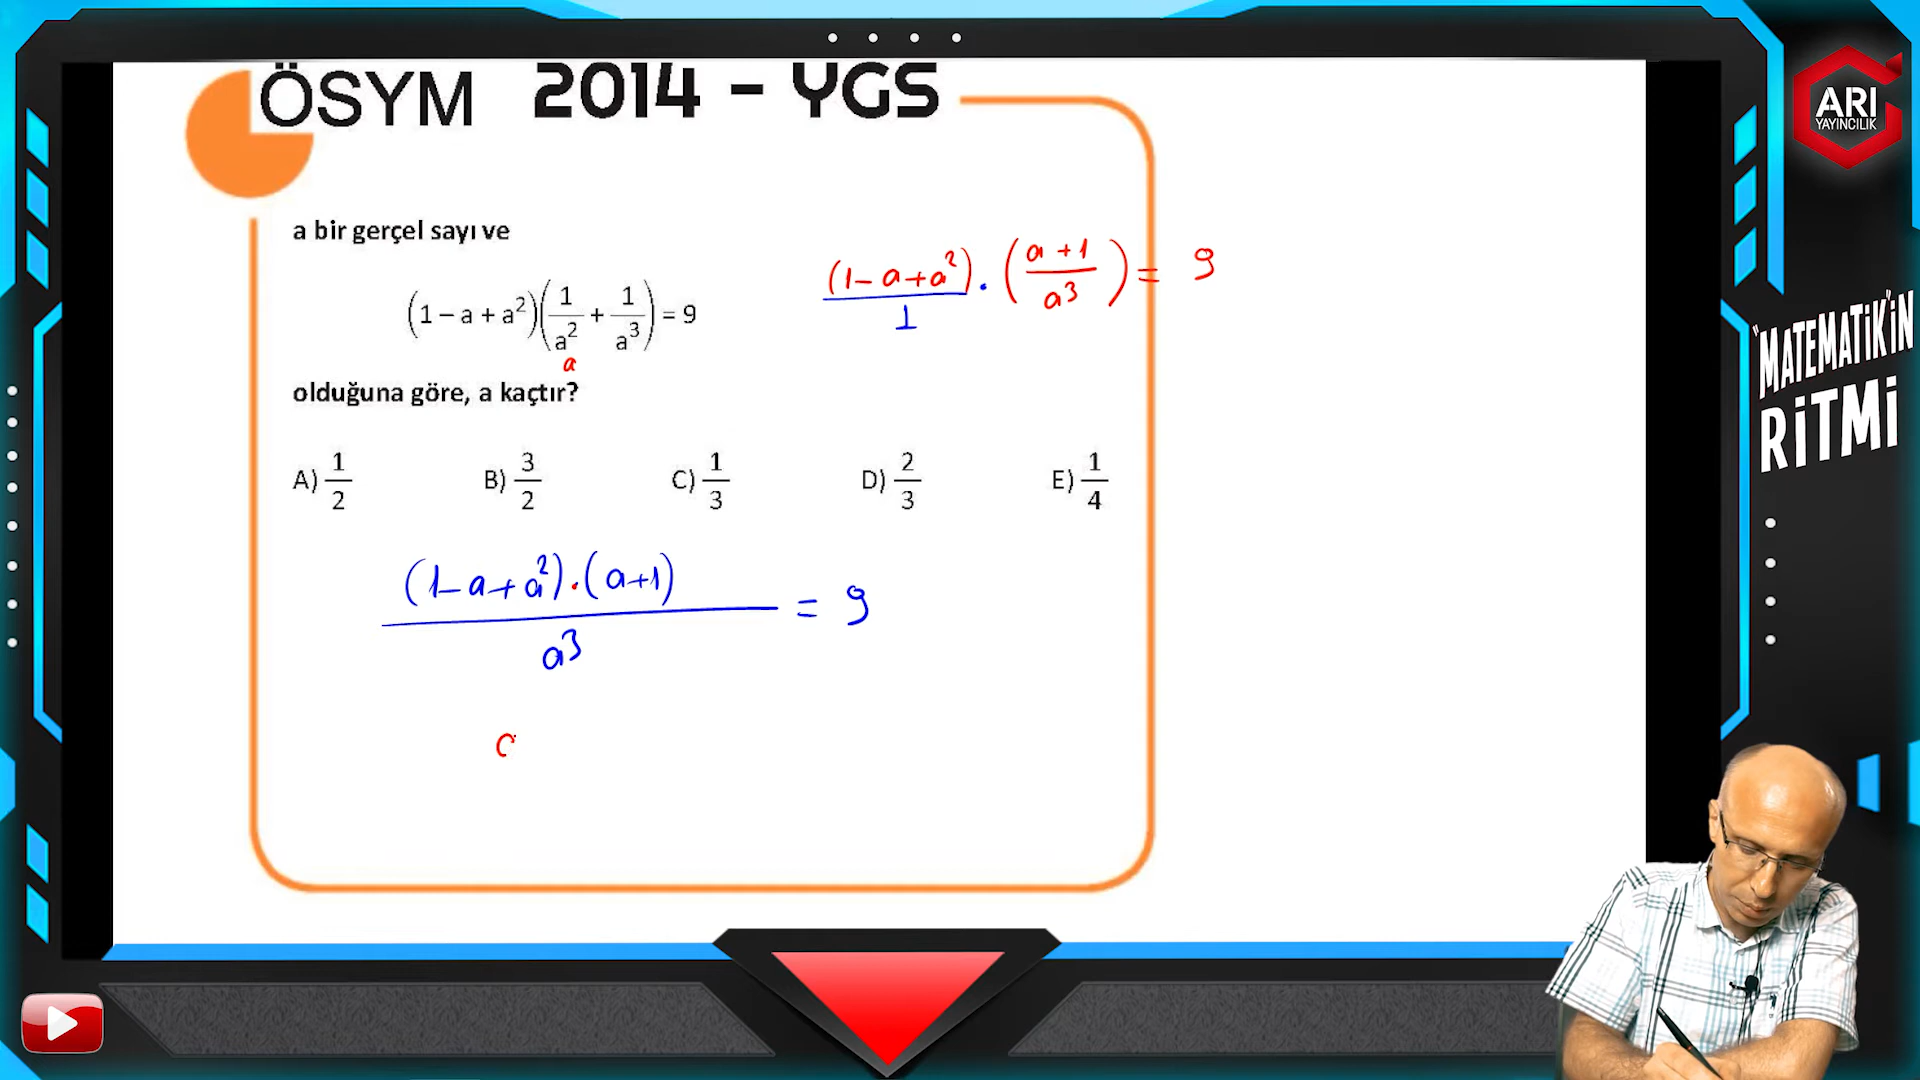 ÖSYM 2014 - YGS
a bir gerçel sayı ve
(1 - a + a²)(1/a² + 1/a³) = 9
a
olduğuna göre, a kaçtır?
A) 1/2 B) 3/2 C) 1/3 D) 2/3 E) 1/4
(1-a+a²)/1 · ((a+1)/a³) = 9
(1-a+a²)·(a+1)/a³ = 9
ARI
YAYINCILIK
"MATEMATİK"İN
RİTMİ